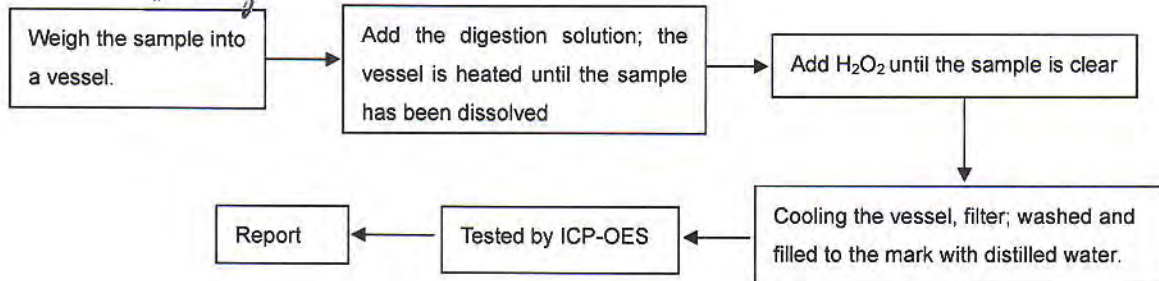 Weigh the sample into
a vessel.
Add the digestion solution; the
vessel is heated until the sample
has been dissolved
Add H₂O₂ until the sample is clear
Cooling the vessel, filter; washed and
filled to the mark with distilled water.
Tested by ICP-OES
Report